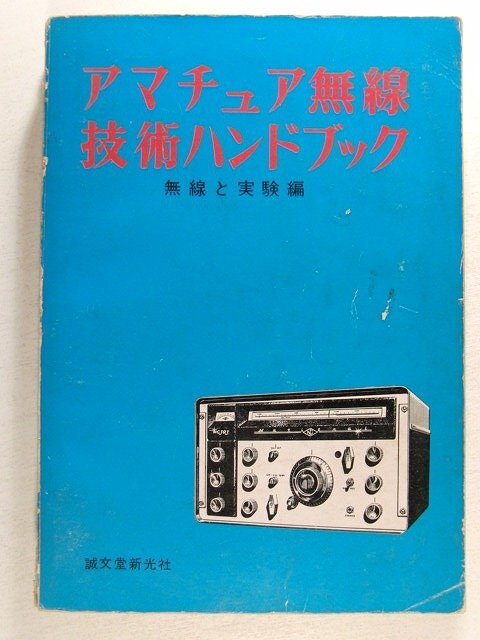 アマチュア無線
技術ハンドブック
無線と実験編
誠文堂新光社